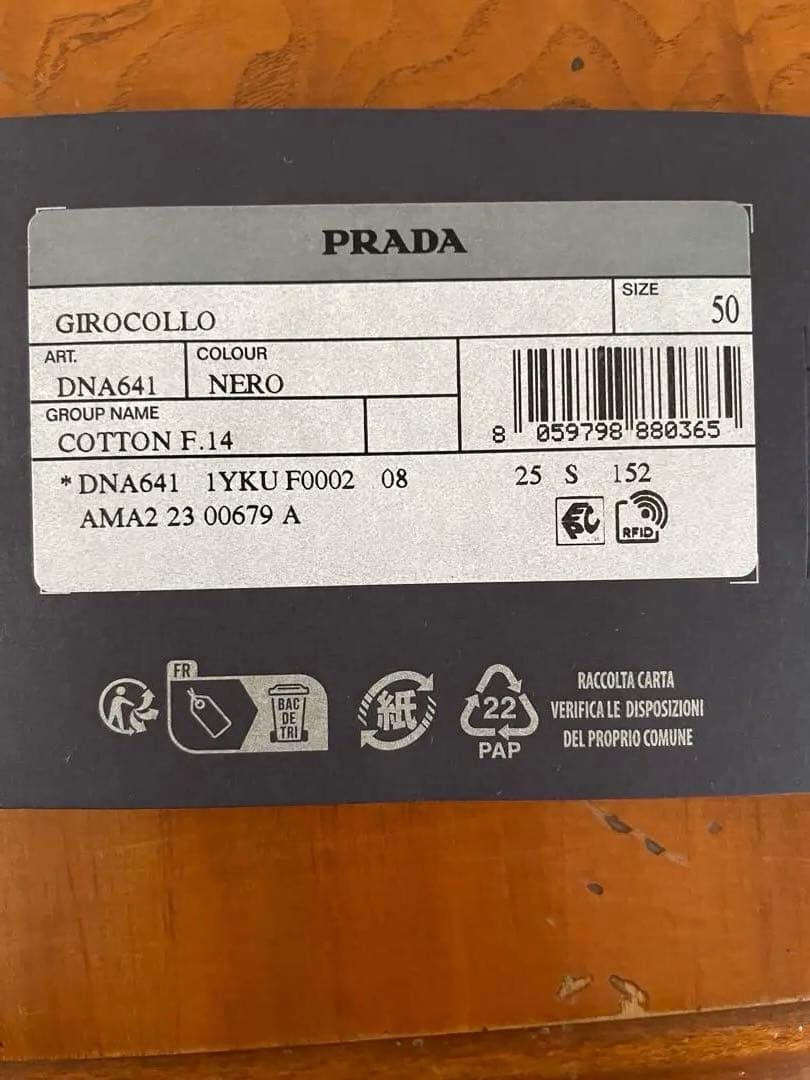 PRADA
GIROCOLLO
SIZE
50
ART.
DNA641
COLOUR
NERO
GROUP NAME
COTTON F.14
8 059798 880365
*DNA641 1YKU F0002 08 25 S 152
AMA2 23 00679 A
RFID
FR
BAC
DE
TRI
紙
22
PAP
RACCOLTA CARTA
VERIFICA LE DISPOSIZIONI
DEL PROPRIO COMUNE